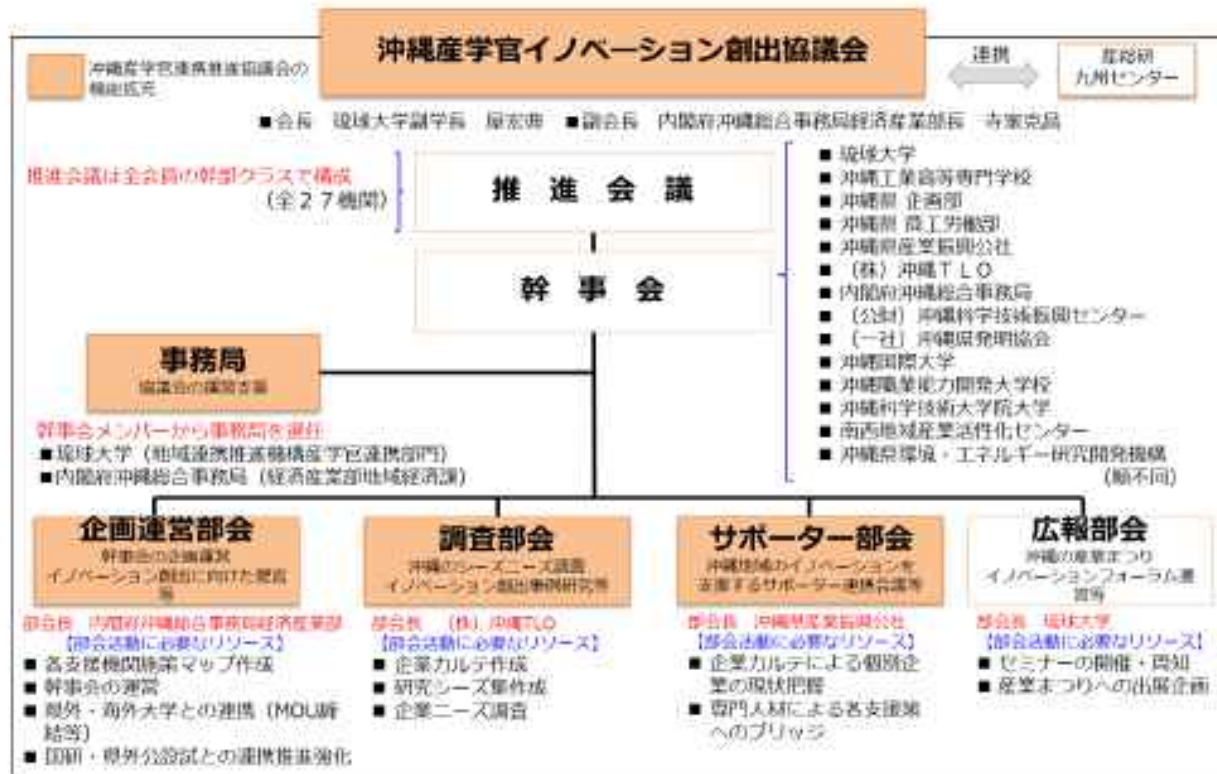 沖縄産学官イノベーション創出協議会
連携
産総研
九州センター
沖縄産学官連携推進協議会の
機能拡充
■会長　琉球大学副学長　屋宏典　■副会長　内閣府沖縄総合事務局経済産業部長　寺家克昌
推進会議は全会員の幹部クラスで構成
(全２７機関)
推 進 会 議
幹 事 会
■ 琉球大学
■ 沖縄工業高等専門学校
■ 沖縄県 企画部
■ 沖縄県 商工労働部
■ 沖縄県産業振興公社
■ （株）沖縄ＴＬＯ
■ 内閣府沖縄総合事務局
■ （公財）沖縄科学技術振興センター
■ （一社）沖縄県発明協会
■ 沖縄国際大学
■ 沖縄職業能力開発大学校
■ 沖縄科学技術大学院大学
■ 南西地域産業活性化センター
■ 沖縄県環境・エネルギー研究開発機構
(順不同)
事務局
協議会の運営支援
幹事会メンバーから事務局を選任
■琉球大学（地域連携推進機構産学官連携部門）
■内閣府沖縄総合事務局（経済産業部地域経済課）
企画運営部会
幹事会の企画運営
イノベーション創出に向けた提言
等
部会長　内閣府沖縄総合事務局経済産業部
【部会活動に必要なリソース】
■ 各支援機関施策マップ作成
■ 幹事会の運営
■ 県外・海外大学との連携（MOU締
結等）
■ 国研・県外公設試との連携推進強化
調査部会
沖縄のシーズニーズ調査
イノベーション創出事例研究等
部会長　（株）沖縄TLO
【部会活動に必要なリソース】
■ 企業カルテ作成
■ 研究シーズ集作成
■ 企業ニーズ調査
サポーター部会
沖縄地域のイノベーションを
支援するサポーター連携会議等
部会長　沖縄県産業振興公社
【部会活動に必要なリソース】
■ 企業カルテによる個別企
業の現状把握
■ 専門人材による各支援策
へのブリッジ
広報部会
沖縄の産業まつり
イノベーションフォーラム運
営等
部会長　琉球大学
【部会活動に必要なリソース】
■ セミナーの開催・周知
■ 産業まつりへの出展企画